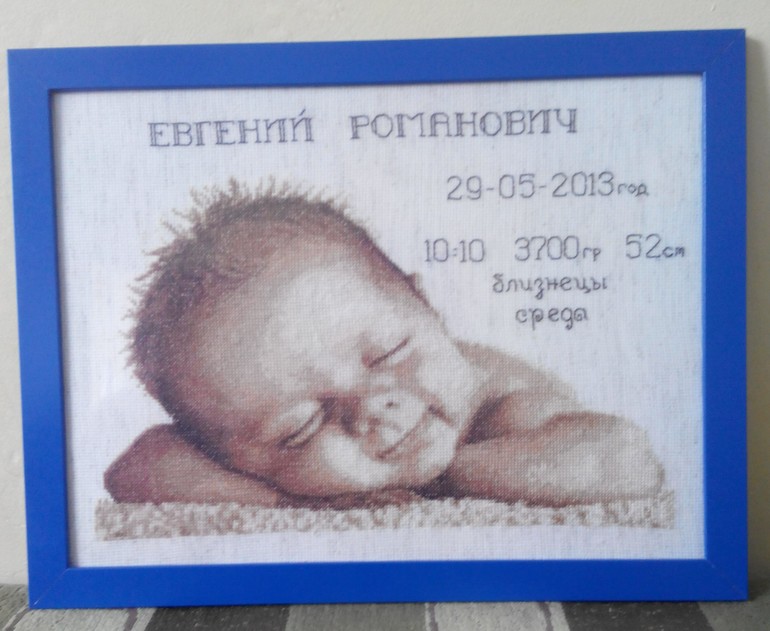 ЕВГЕНИЙ РОМАНОВИЧ
29-05-2013год
10:10 3700гр 52см
близнецы
среда